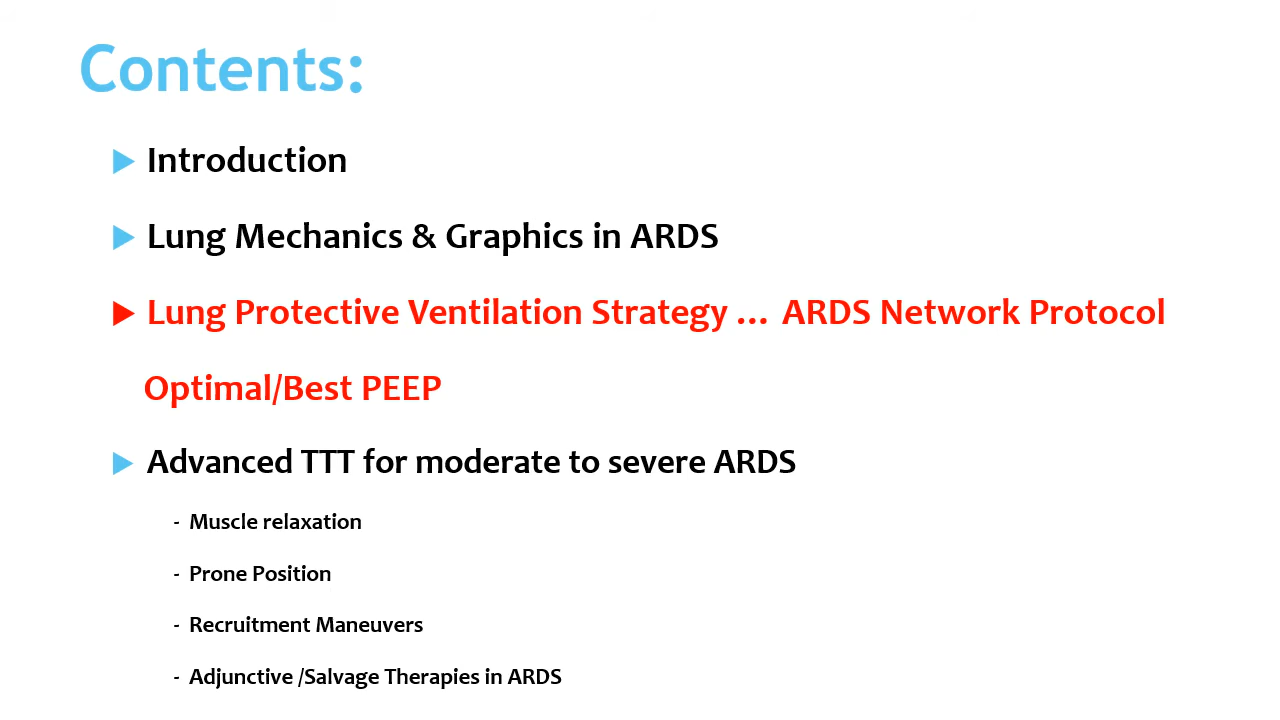 Contents:
Introduction
Lung Mechanics & Graphics in ARDS
Lung Protective Ventilation Strategy ... ARDS Network Protocol
Optimal/Best PEEP
Advanced TTT for moderate to severe ARDS
- Muscle relaxation
- Prone Position
- Recruitment Maneuvers
- Adjunctive /Salvage Therapies in ARDS